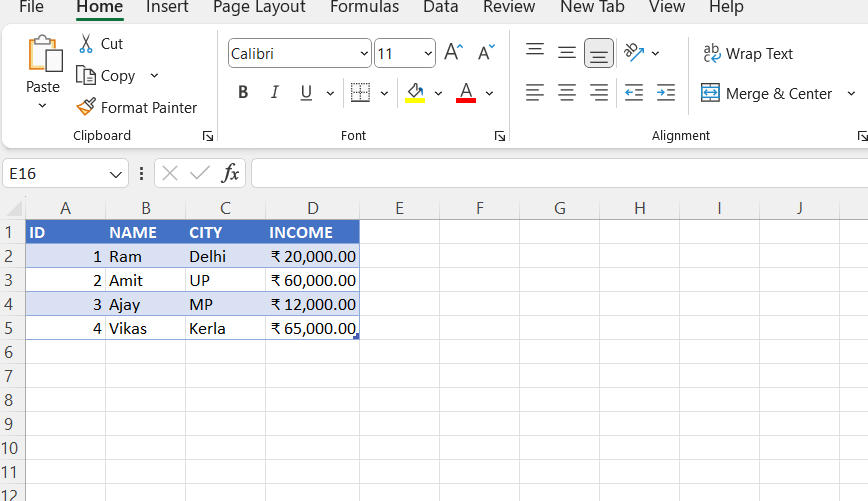 File Home Insert Page Layout Formulas Data Review New Tab View Help
Paste
Cut
Copy
Format Painter
Clipboard
Calibri 11 A A
B I U A
Font
ab Wrap Text
Merge & Center
Alignment
E16 fx
A B C D E F G H I J
1 ID NAME CITY INCOME
2 1 Ram Delhi ₹ 20,000.00
3 2 Amit UP ₹ 60,000.00
4 3 Ajay MP ₹ 12,000.00
5 4 Vikas Kerla ₹ 65,000.00
6
7
8
9
10
11
12